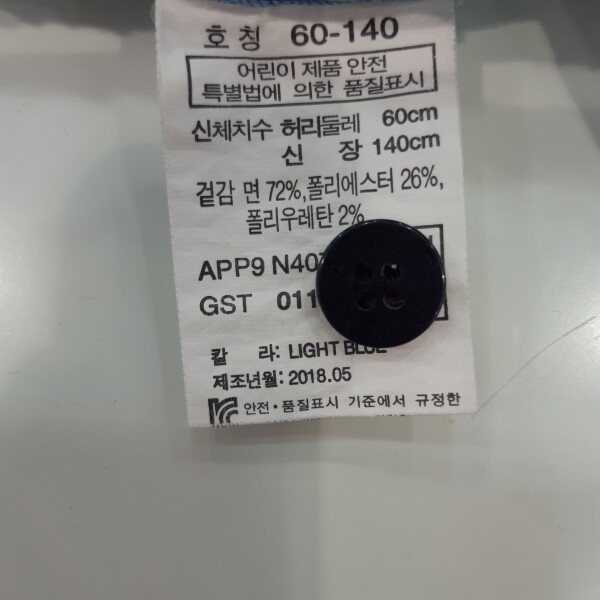 호 칭 60-140
어린이 제품 안전
특별법에 의한 품질표시
신체치수 허리둘레 60cm
신 장 140cm
겉감 면 72%,폴리에스터 26%,
폴리우레탄 2%
APP9
GST
칼 라: LIGHT BLUE
제조년월: 2018.05
안전·품질표시 기준에서 규정한